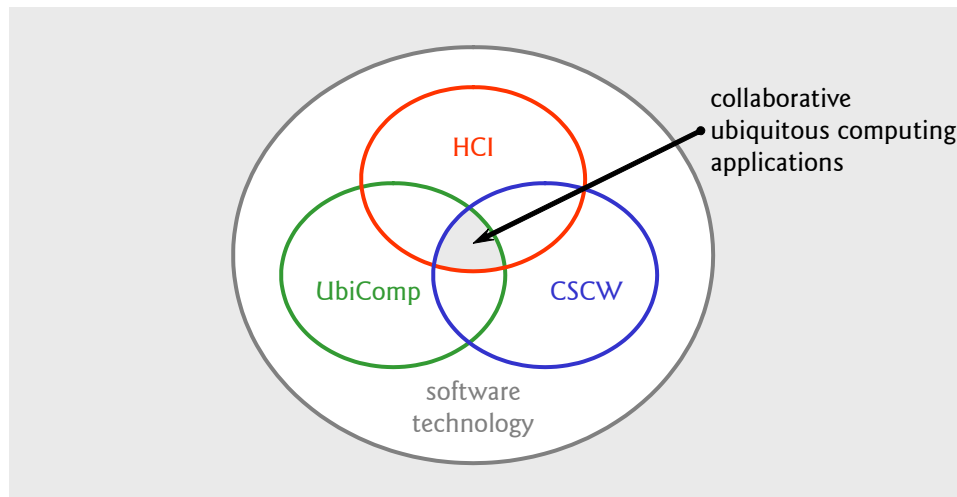 collaborative
ubiquitous computing
applications
HCI
UbiComp
CSCW
software
technology